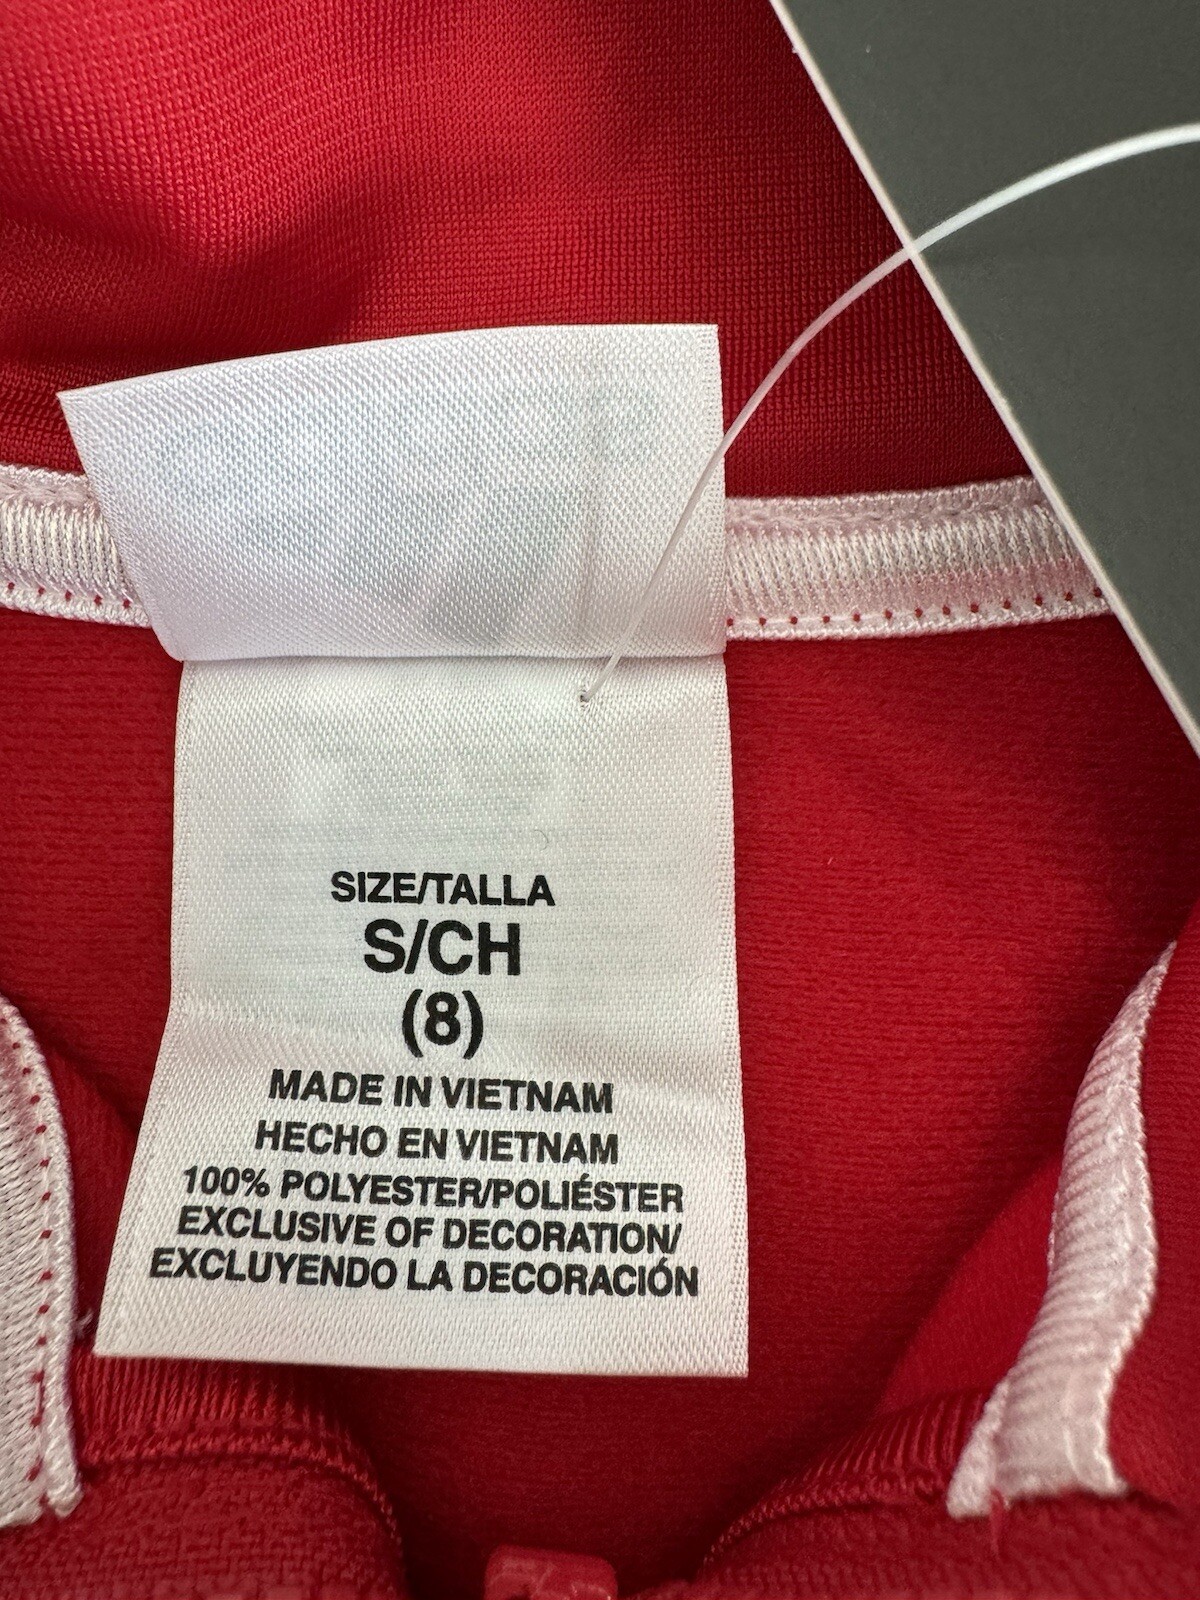 SIZE/TALLA
S/CH
(8)
MADE IN VIETNAM
HECHO EN VIETNAM
100% POLYESTER/POLIÉSTER
EXCLUSIVE OF DECORATION/
EXCLUYENDO LA DECORACIÓN